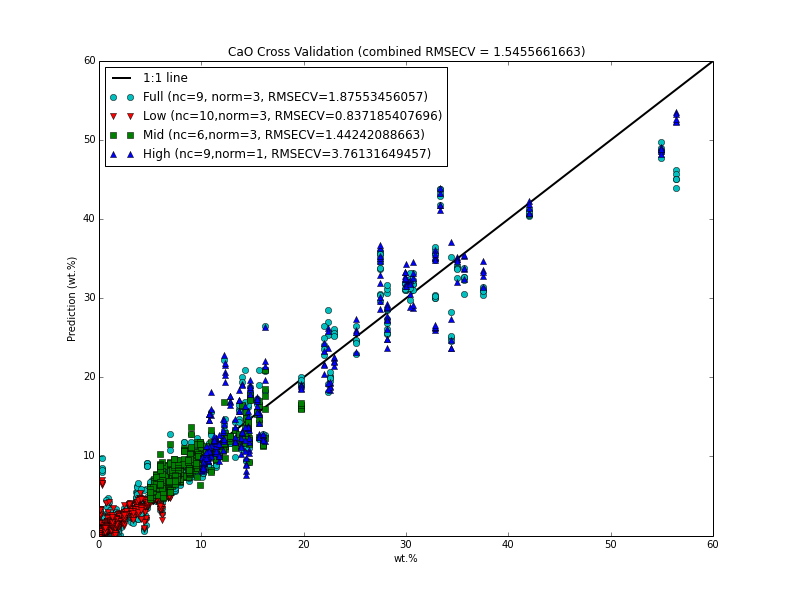 CaO Cross Validation (combined RMSECV = 1.5455661663)
1:1 line
Full (nc=9, norm=3, RMSECV=1.87553456057)
Low (nc=10,norm=3, RMSECV=0.837185407696)
Mid (nc=6,norm=3, RMSECV=1.44242088663)
High (nc=9,norm=1, RMSECV=3.76131649457)
60
50
40
30
20
10
0
Prediction (wt.%)
0 10 20 30 40 50 60
wt.%